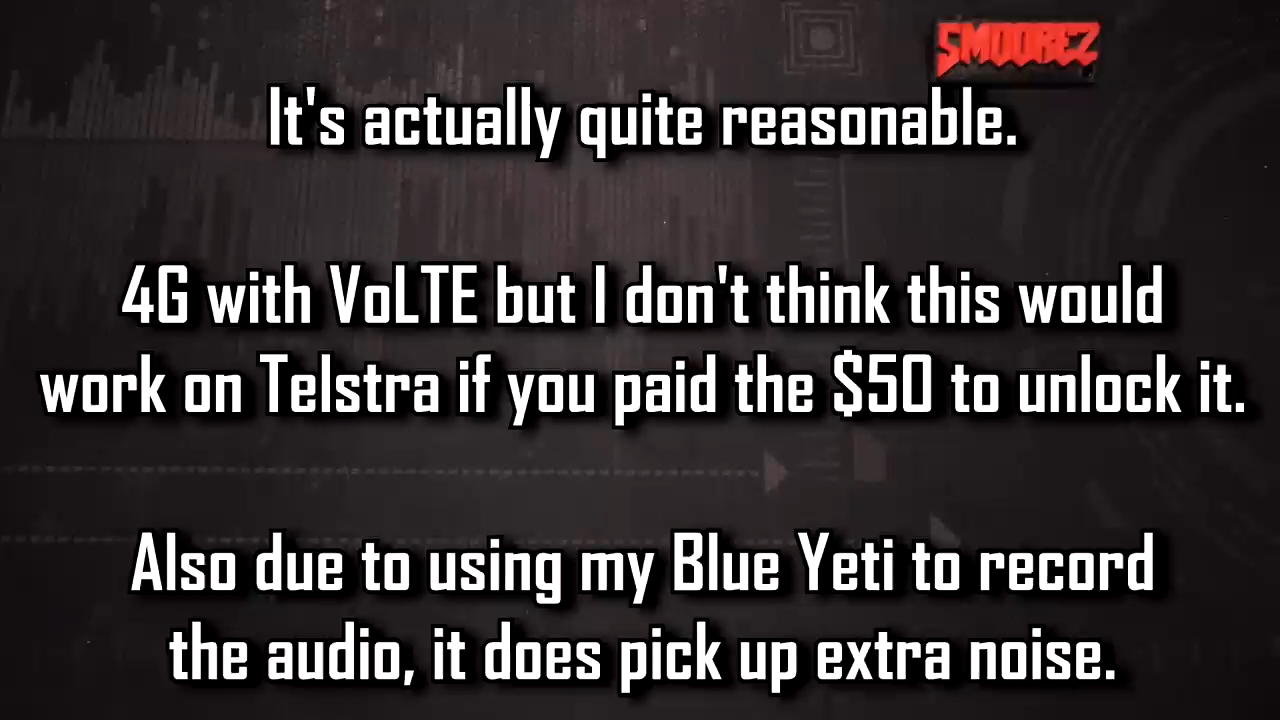 SMOOREZ
It's actually quite reasonable.
4G with VoLTE but I don't think this would
work on Telstra if you paid the $50 to unlock it.
Also due to using my Blue Yeti to record
the audio, it does pick up extra noise.